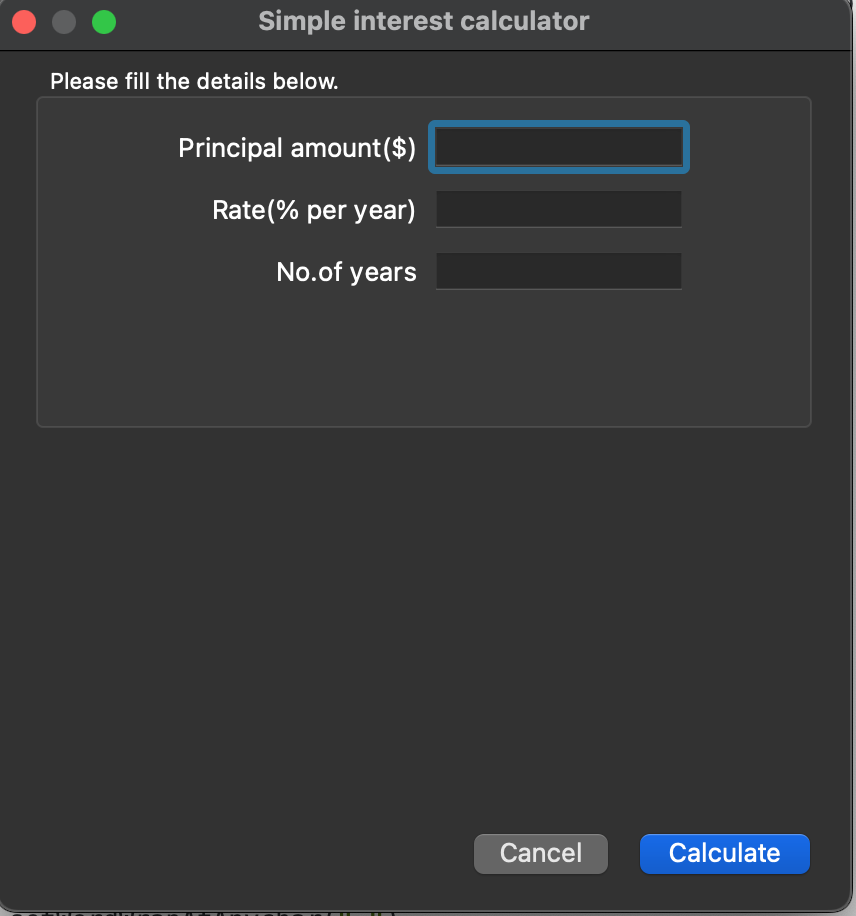 Simple interest calculator
Please fill the details below.
Principal amount($)
Rate(% per year)
No.of years
Cancel Calculate